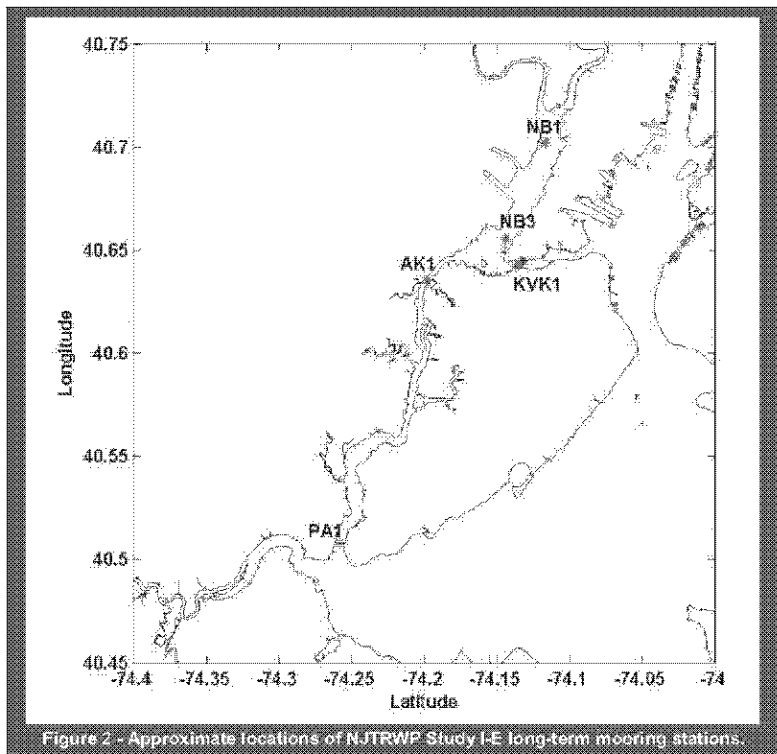 40.75
NB1
40.7
NB3
40.65
AK1
KVK1
40.6
Longitude
40.55
PA1
40.5
40.45
-74.4 -74.35 -74.3 -74.25 -74.2 -74.15 -74.1 -74.05 -74
Latitude
Figure 2 - Approximate locations of NJTRWP Study I-E long-term mooring stations.